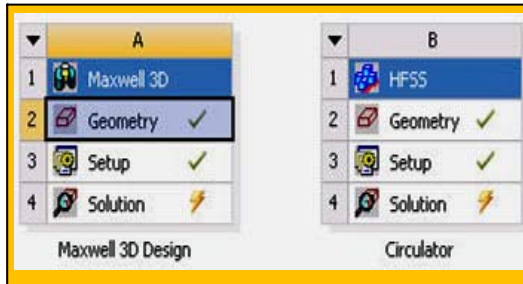 A
1 Maxwell 3D
2 Geometry
3 Setup
4 Solution
Maxwell 3D Design
B
1 HFSS
2 Geometry
3 Setup
4 Solution
Circulator